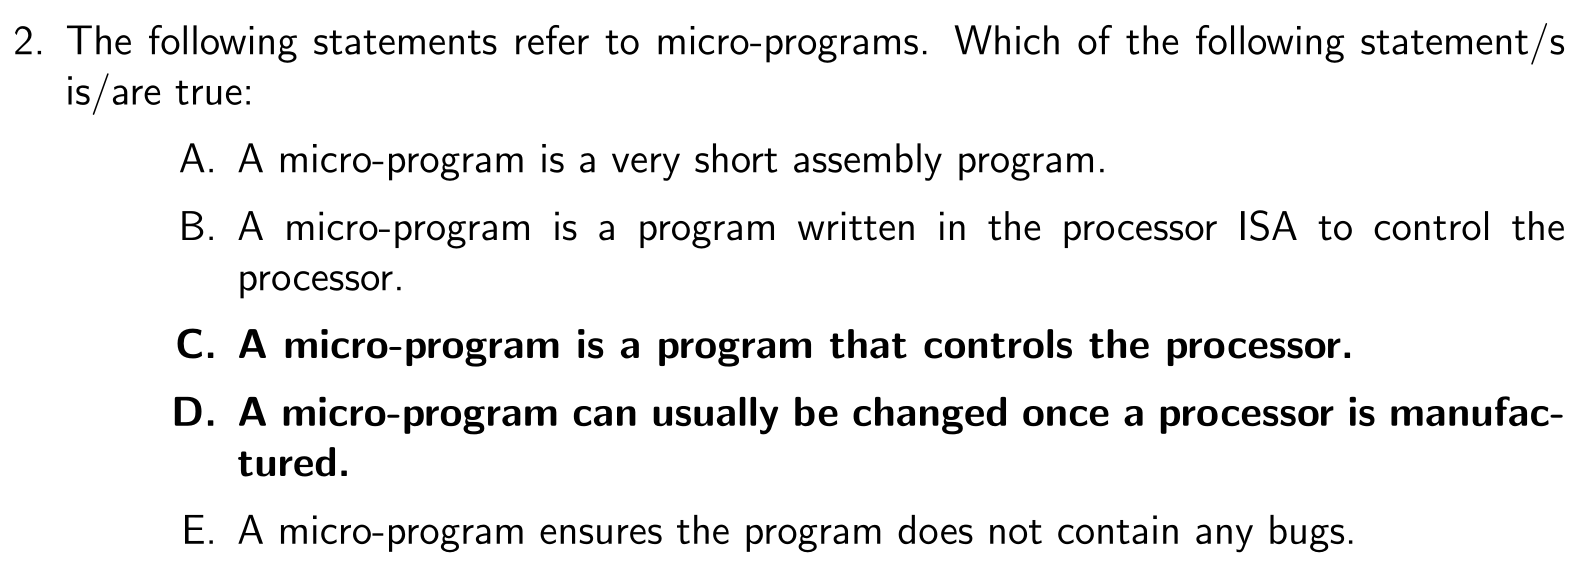 2. The following statements refer to micro-programs. Which of the following statement/s
is/are true:
A. A micro-program is a very short assembly program.
B. A micro-program is a program written in the processor ISA to control the
processor.
C. A micro-program is a program that controls the processor.
D. A micro-program can usually be changed once a processor is manufac-
tured.
E. A micro-program ensures the program does not contain any bugs.